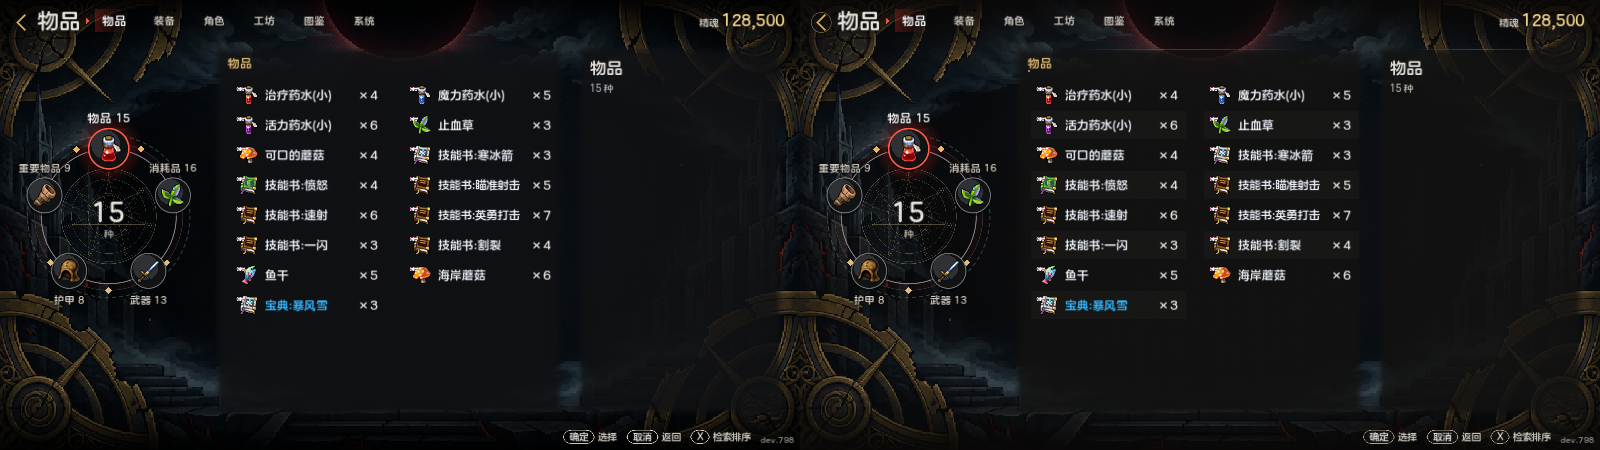 物品 物品 装备 角色 工坊 图鉴 系统 精魂 128,500
物品
物品
15 种
治疗药水(小) ×4 魔力药水(小) ×5
物品 15
活力药水(小) ×6 止血草 ×3
可口的蘑菇 ×4 技能书:寒冰箭 ×3
重要物品 9 消耗品 16
技能书:愤怒 ×4 技能书:瞄准射击 ×5
15
种
技能书:速射 ×6 技能书:英勇打击 ×7
技能书:一闪 ×3 技能书:割裂 ×4
鱼干 ×5 海岸蘑菇 ×6
护甲 8 武器 13
宝典:暴风雪 ×3
确定 选择 取消 返回 X 检索排序 dev.798
物品 物品 装备 角色 工坊 图鉴 系统 精魂 128,500
物品
物品
15 种
治疗药水(小) ×4 魔力药水(小) ×5
物品 15
活力药水(小) ×6 止血草 ×3
可口的蘑菇 ×4 技能书:寒冰箭 ×3
重要物品 9 消耗品 16
技能书:愤怒 ×4 技能书:瞄准射击 ×5
15
种
技能书:速射 ×6 技能书:英勇打击 ×7
技能书:一闪 ×3 技能书:割裂 ×4
鱼干 ×5 海岸蘑菇 ×6
护甲 8 武器 13
宝典:暴风雪 ×3
确定 选择 取消 返回 X 检索排序 dev.798